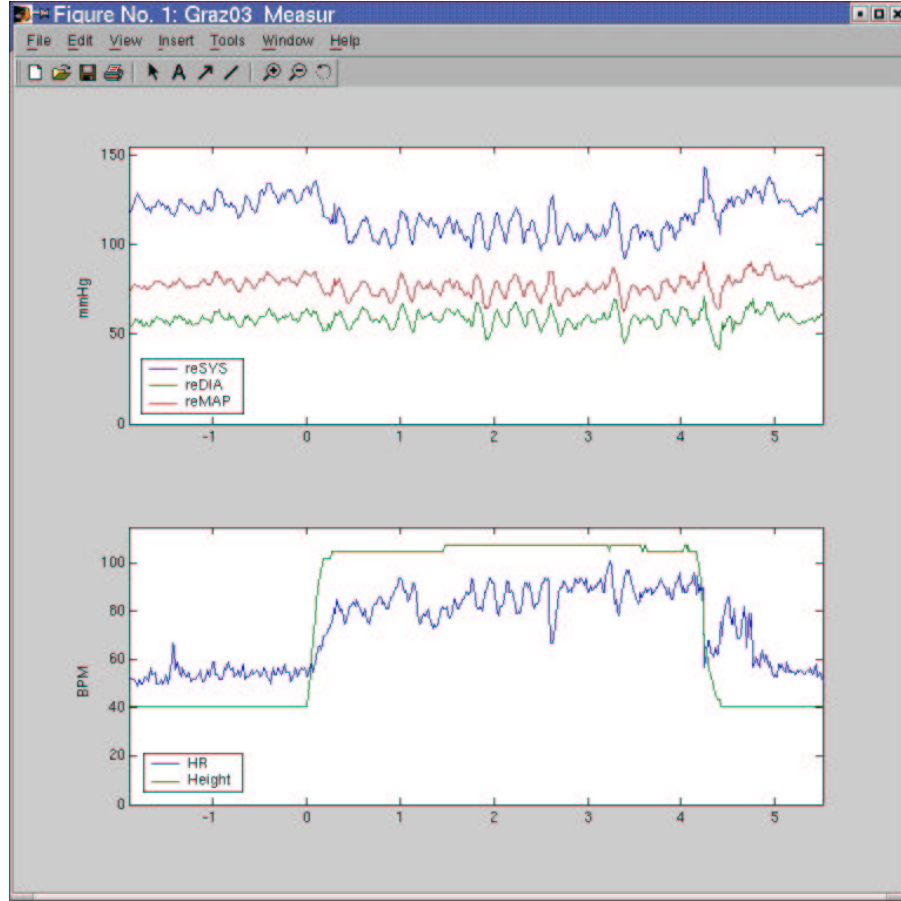 Figure No. 1: Graz03 Measur
File Edit View Insert Tools Window Help
A
150
100
50
0
mmHg
reSYS
reDIA
reMAP
-1 0 1 2 3 4 5
100
80
60
40
20
0
BPM
HR
Height
-1 0 1 2 3 4 5